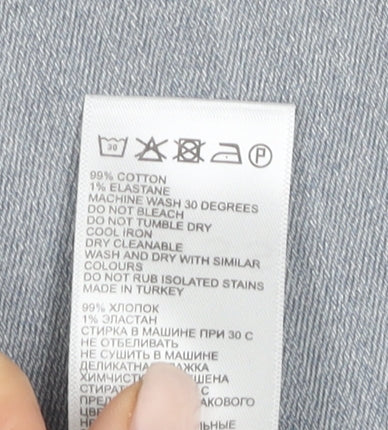 30 P
99% COTTON
1% ELASTANE
MACHINE WASH 30 DEGREES
DO NOT BLEACH
DO NOT TUMBLE DRY
COOL IRON
DRY CLEANABLE
WASH AND DRY WITH SIMILAR
COLOURS
DO NOT RUB ISOLATED STAINS
MADE IN TURKEY
99% ХЛОПОК
1% ЭЛАСТАН
СТИРКА В МАШИНЕ ПРИ 30 С
НЕ ОТБЕЛИВАТЬ
НЕ СУШИТЬ В МАШИНЕ
ДЕЛИКАТНА
С